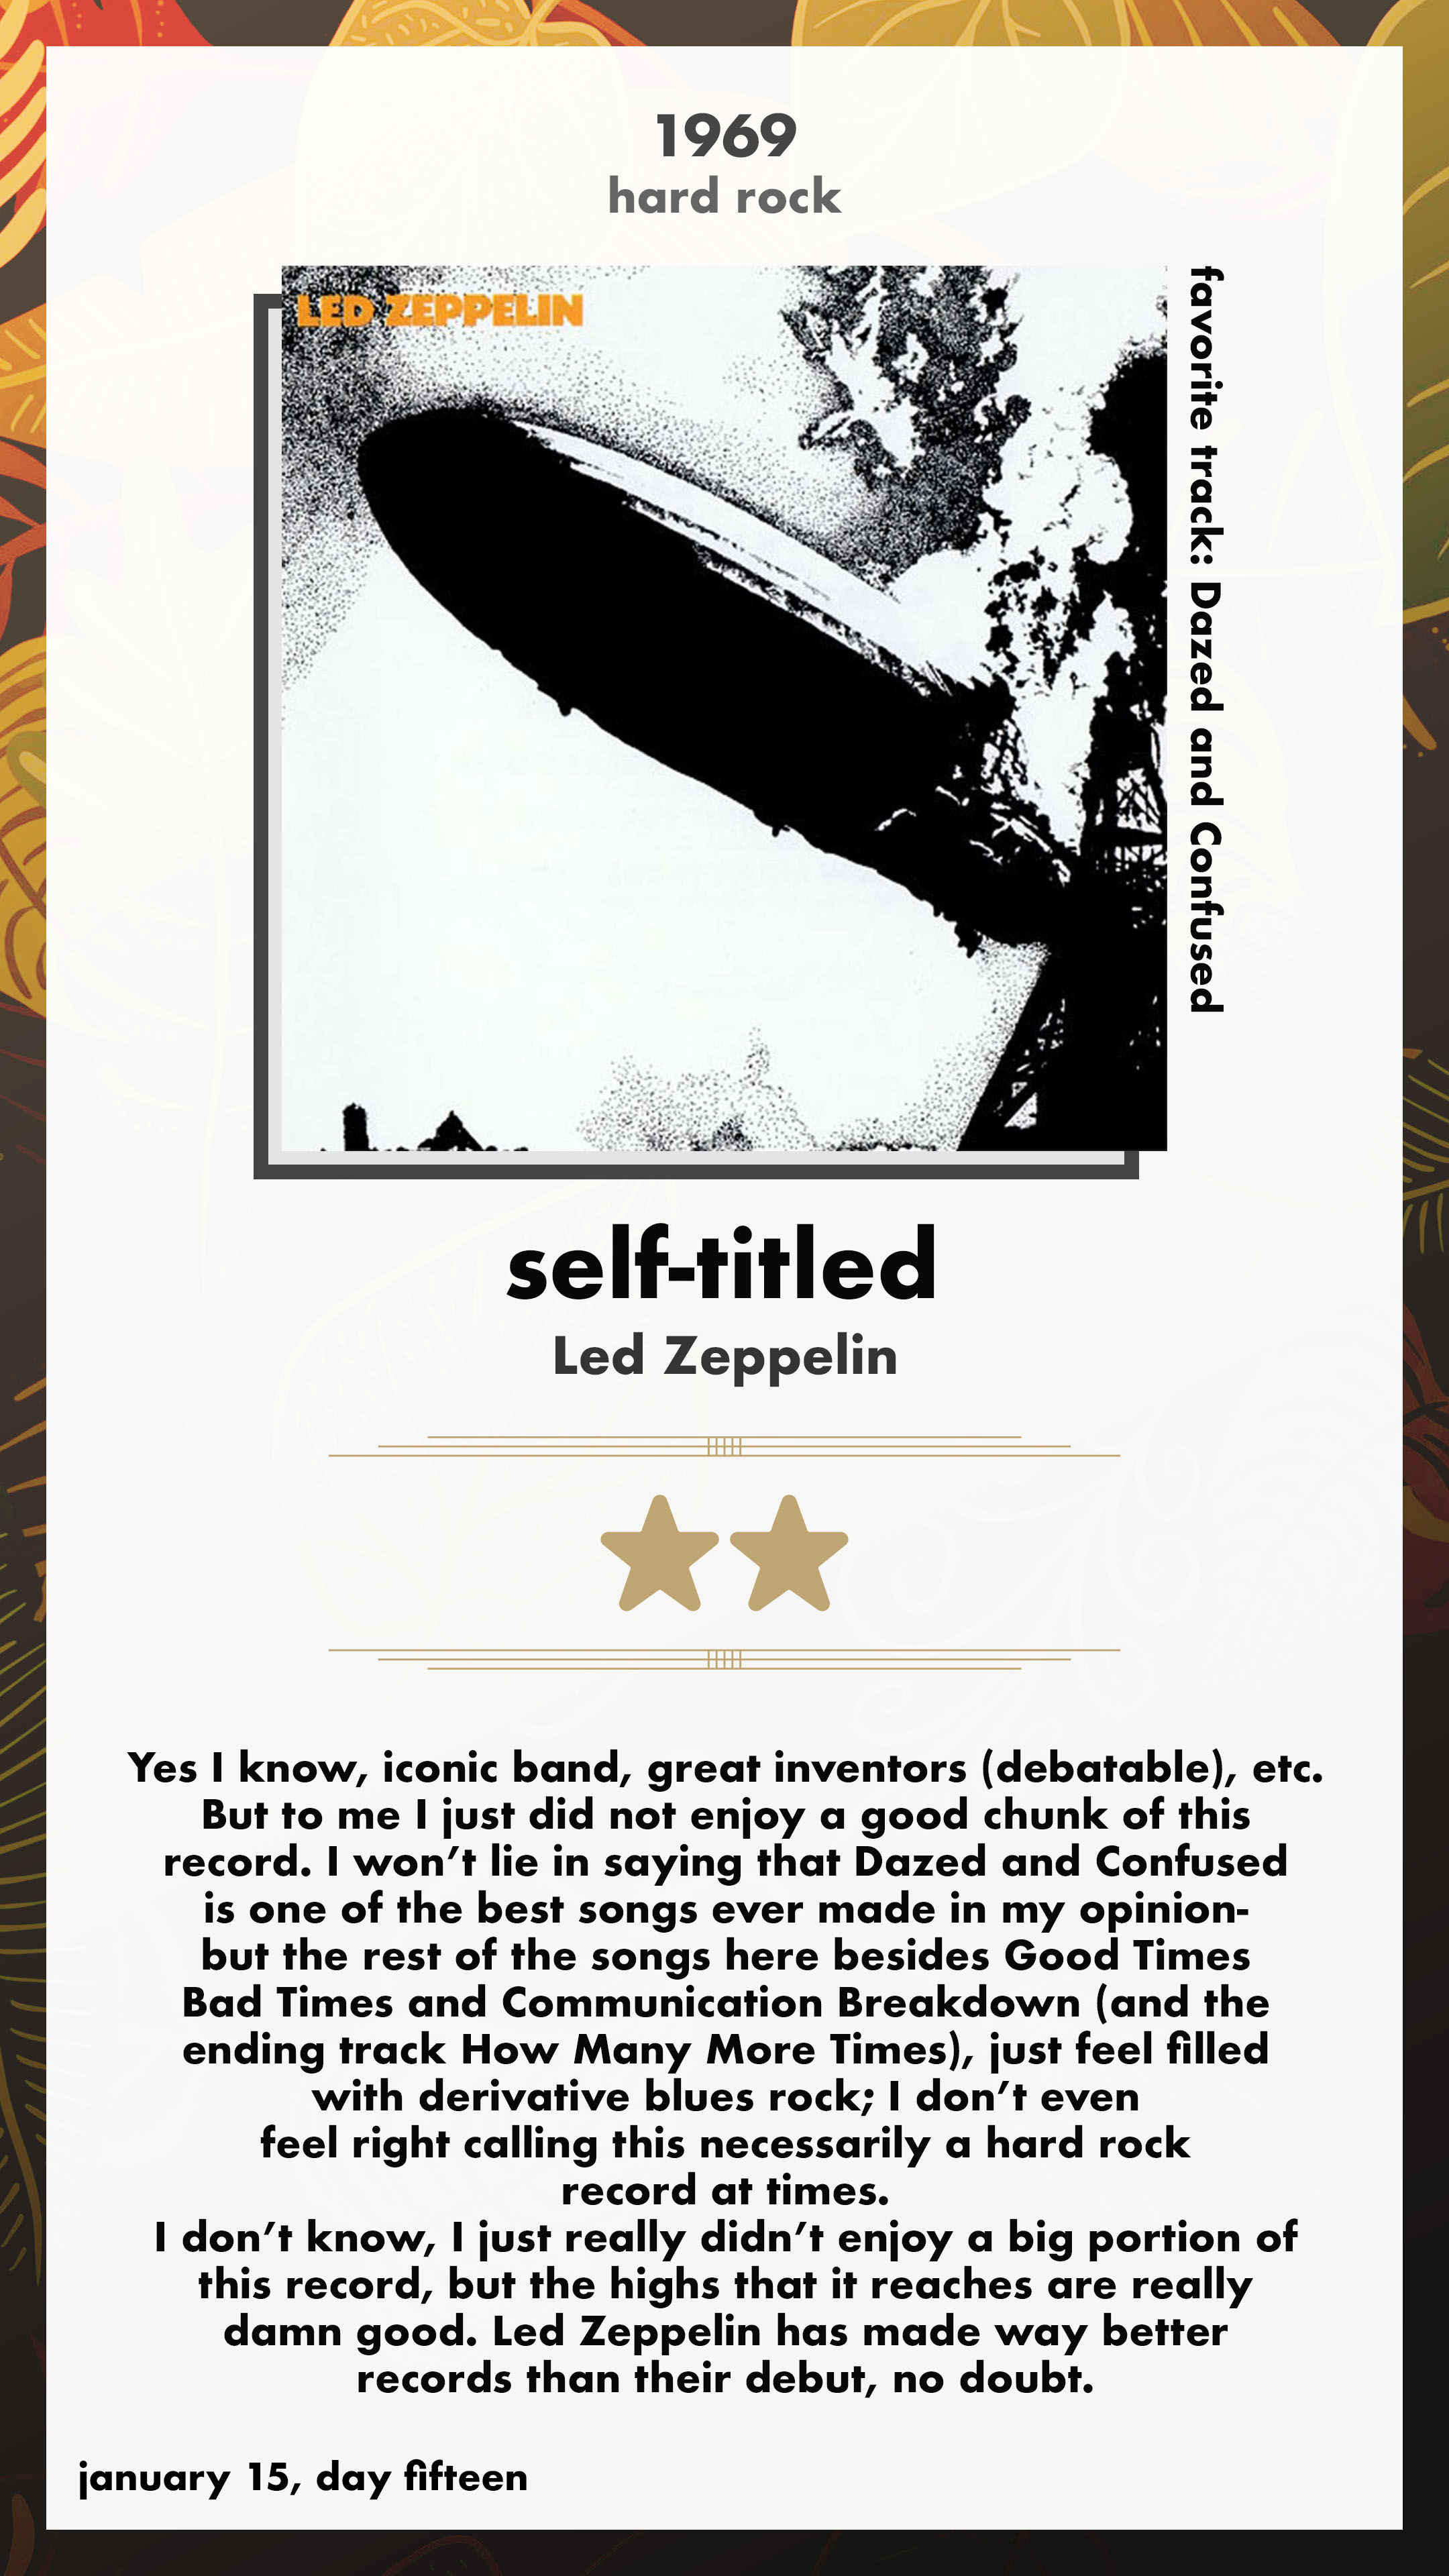 1969
hard rock
LED ZEPPELIN
favorite track: Dazed and Confused
self-titled
Led Zeppelin
Yes I know, iconic band, great inventors (debatable), etc.
But to me I just did not enjoy a good chunk of this
record. I won’t lie in saying that Dazed and Confused
is one of the best songs ever made in my opinion-
but the rest of the songs here besides Good Times
Bad Times and Communication Breakdown (and the
ending track How Many More Times), just feel filled
with derivative blues rock; I don’t even
feel right calling this necessarily a hard rock
record at times.
I don’t know, I just really didn’t enjoy a big portion of
this record, but the highs that it reaches are really
damn good. Led Zeppelin has made way better
records than their debut, no doubt.
january 15, day fifteen